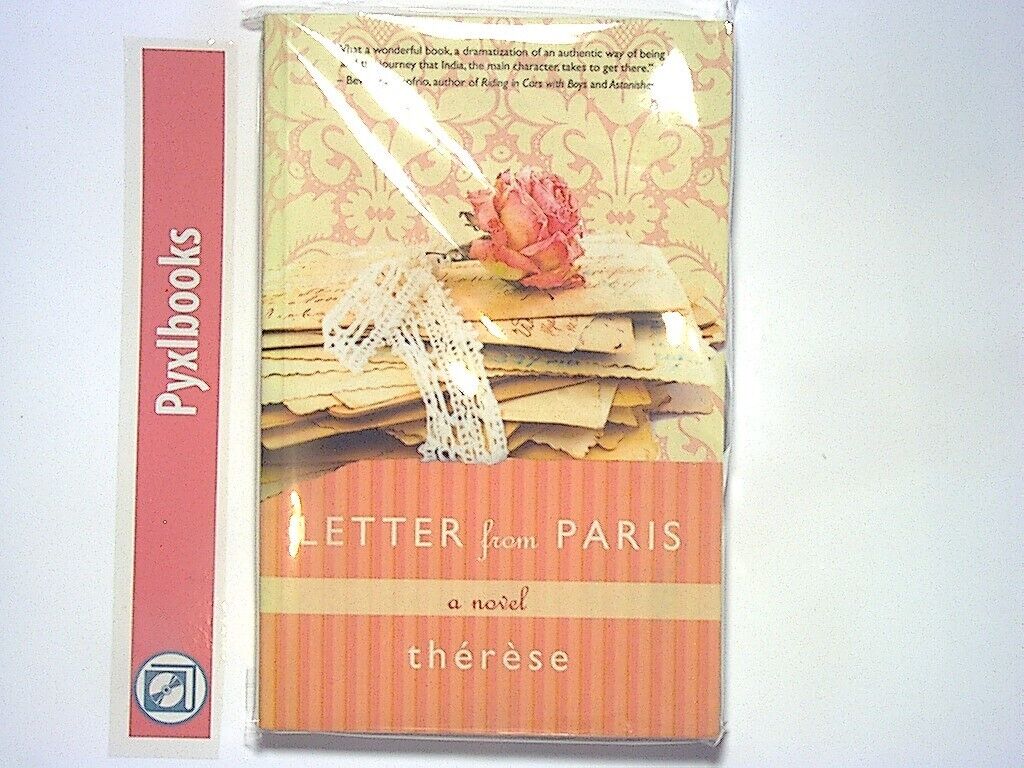 Pyxlbooks
What a wonderful book, a dramatization of an authentic way of being
and the journey that India, the main character, takes to get there."
– author of Riding in Cars with Boys and
LETTER from PARIS
a novel
thérèse